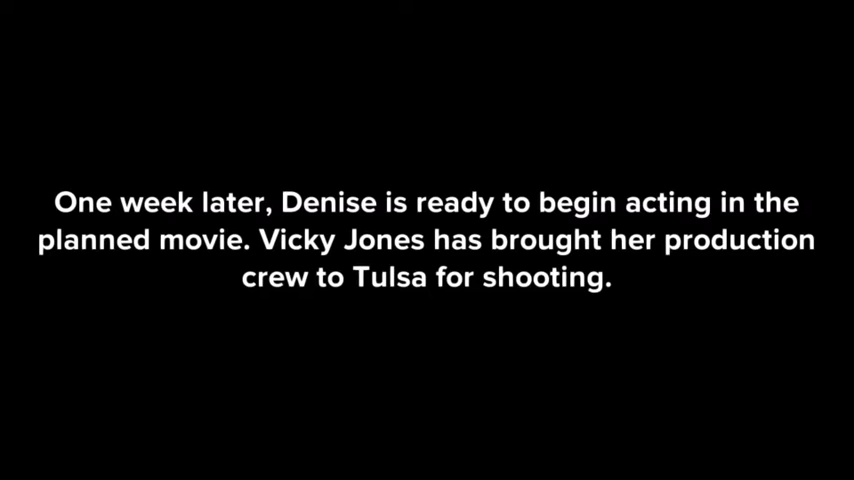 One week later, Denise is ready to begin acting in the
planned movie. Vicky Jones has brought her production
crew to Tulsa for shooting.